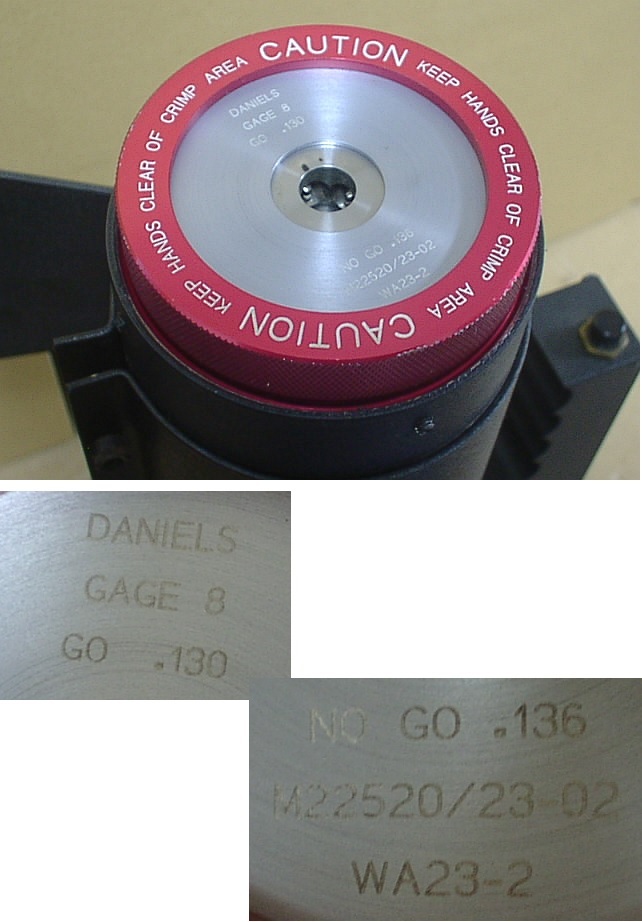 CAUTION KEEP HANDS CLEAR OF CRIMP AREA CAUTION KEEP HANDS CLEAR OF CRIMP AREA
DANIELS
GAGE 8
GO .130
NO GO .136
M22520/23-02
WA23-2
DANIELS
GAGE 8
GO .130
NO GO .136
M22520/23-02
WA23-2